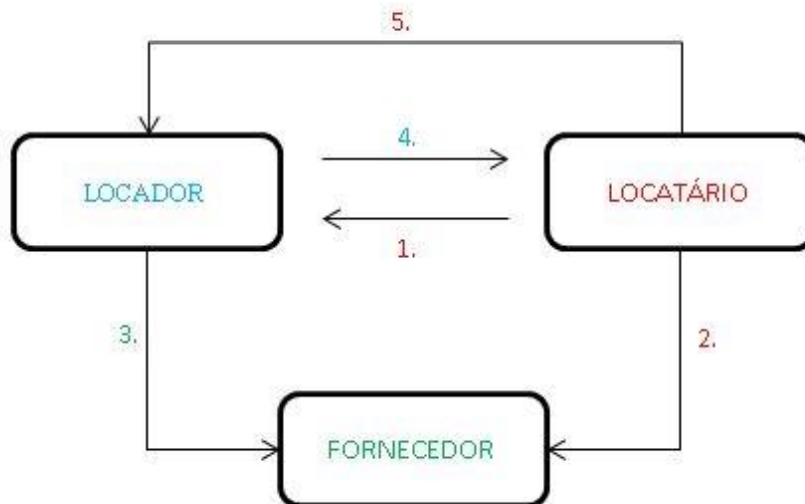 5.
4.
LOCADOR
LOCATÁRIO
1.
3.
2.
FORNECEDOR